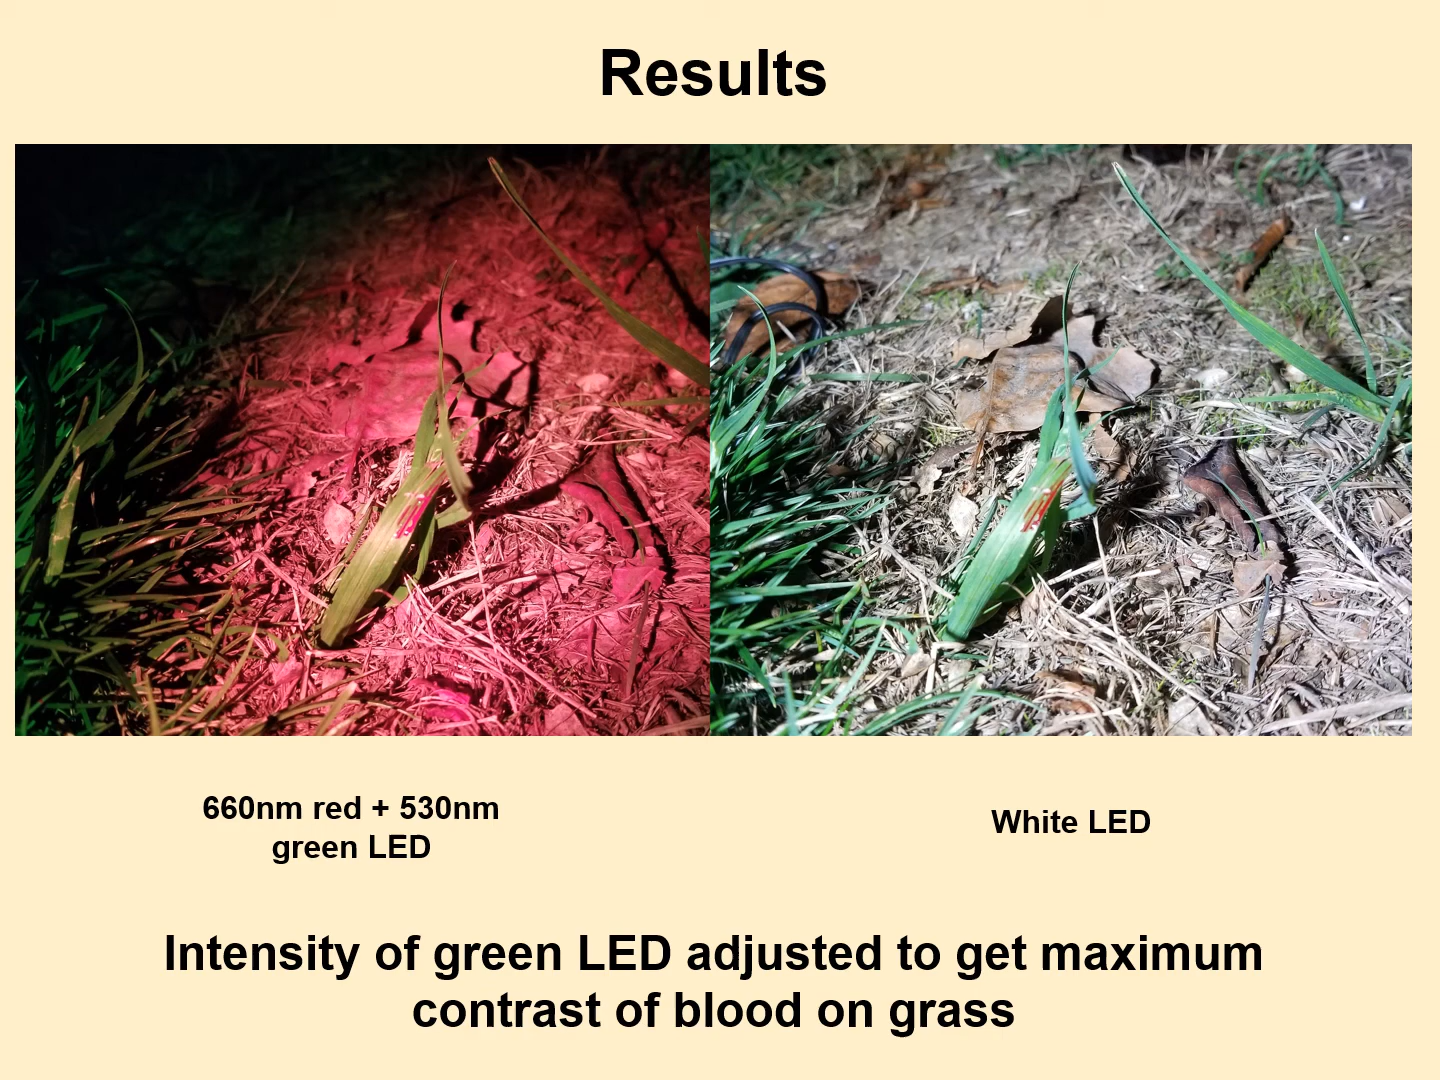 Results
660nm red + 530nm
green LED
White LED
Intensity of green LED adjusted to get maximum
contrast of blood on grass